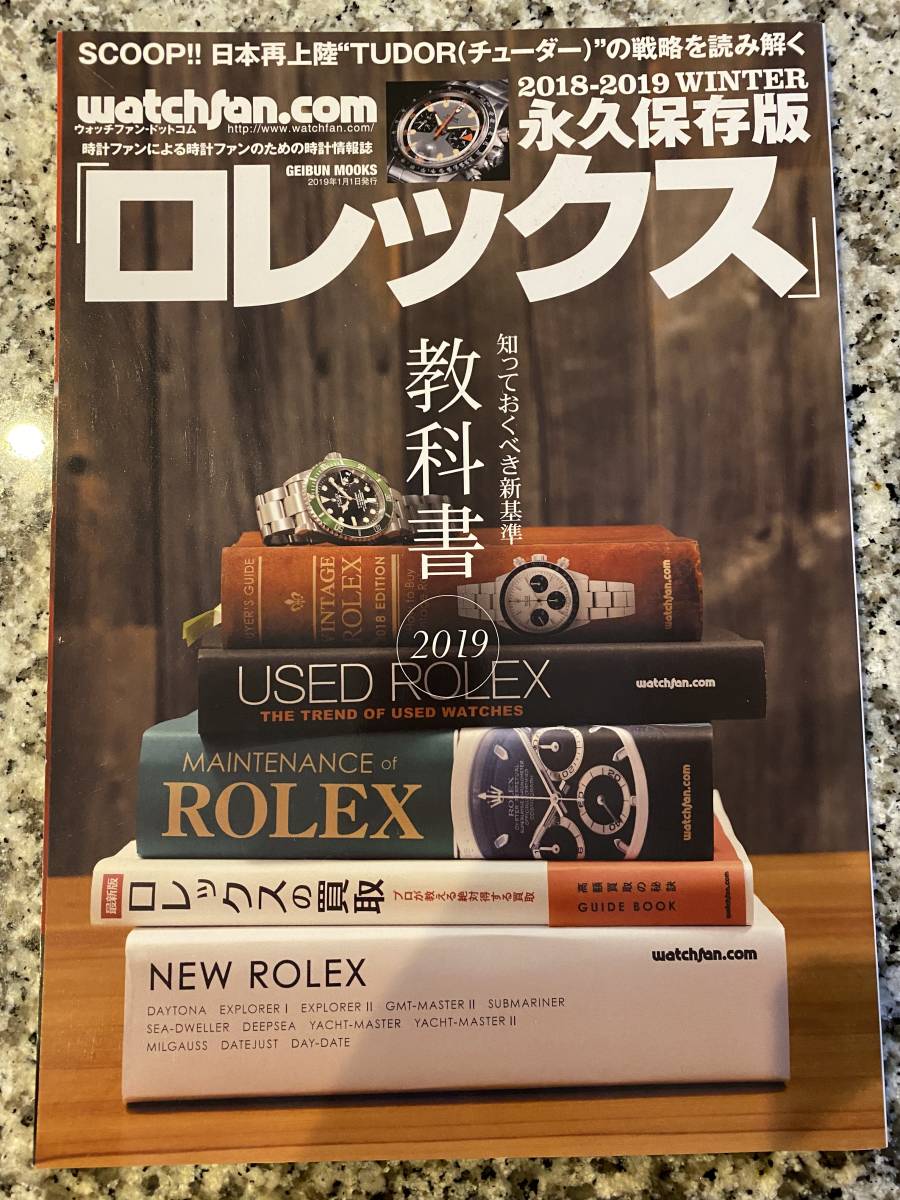 SCOOP!! 日本再上陸“TUDOR(チューダー)”の戦略を読み解く
watchfan.com
ウォッチファン・ドットコム http://www.watchfan.com/
時計ファンによる時計ファンのための時計情報誌
2018-2019 WINTER
永久保存版
GEIBUN MOOKS
2019年1月1日発行
「ロレックス」
知っておくべき新基準
教科書
2019
YER'S GUIDE
VINTAGE
ROLEX
2018 EDITION
to Buy
watchfan.com
USED ROLEX
THE TREND OF USED WATCHES
watchfan.com
MAINTENANCE of
ROLEX
ROLEX
watchfan.com
最新版
ロレックスの買取
プロが教える絶対得する買取
高額買取の秘訣
GUIDE BOOK
watchfan.com
watchfan.com
NEW ROLEX
DAYTONA EXPLORER I EXPLORER II GMT-MASTER II SUBMARINER
SEA-DWELLER DEEPSEA YACHT-MASTER YACHT-MASTER II
MILGAUSS DATEJUST DAY-DATE